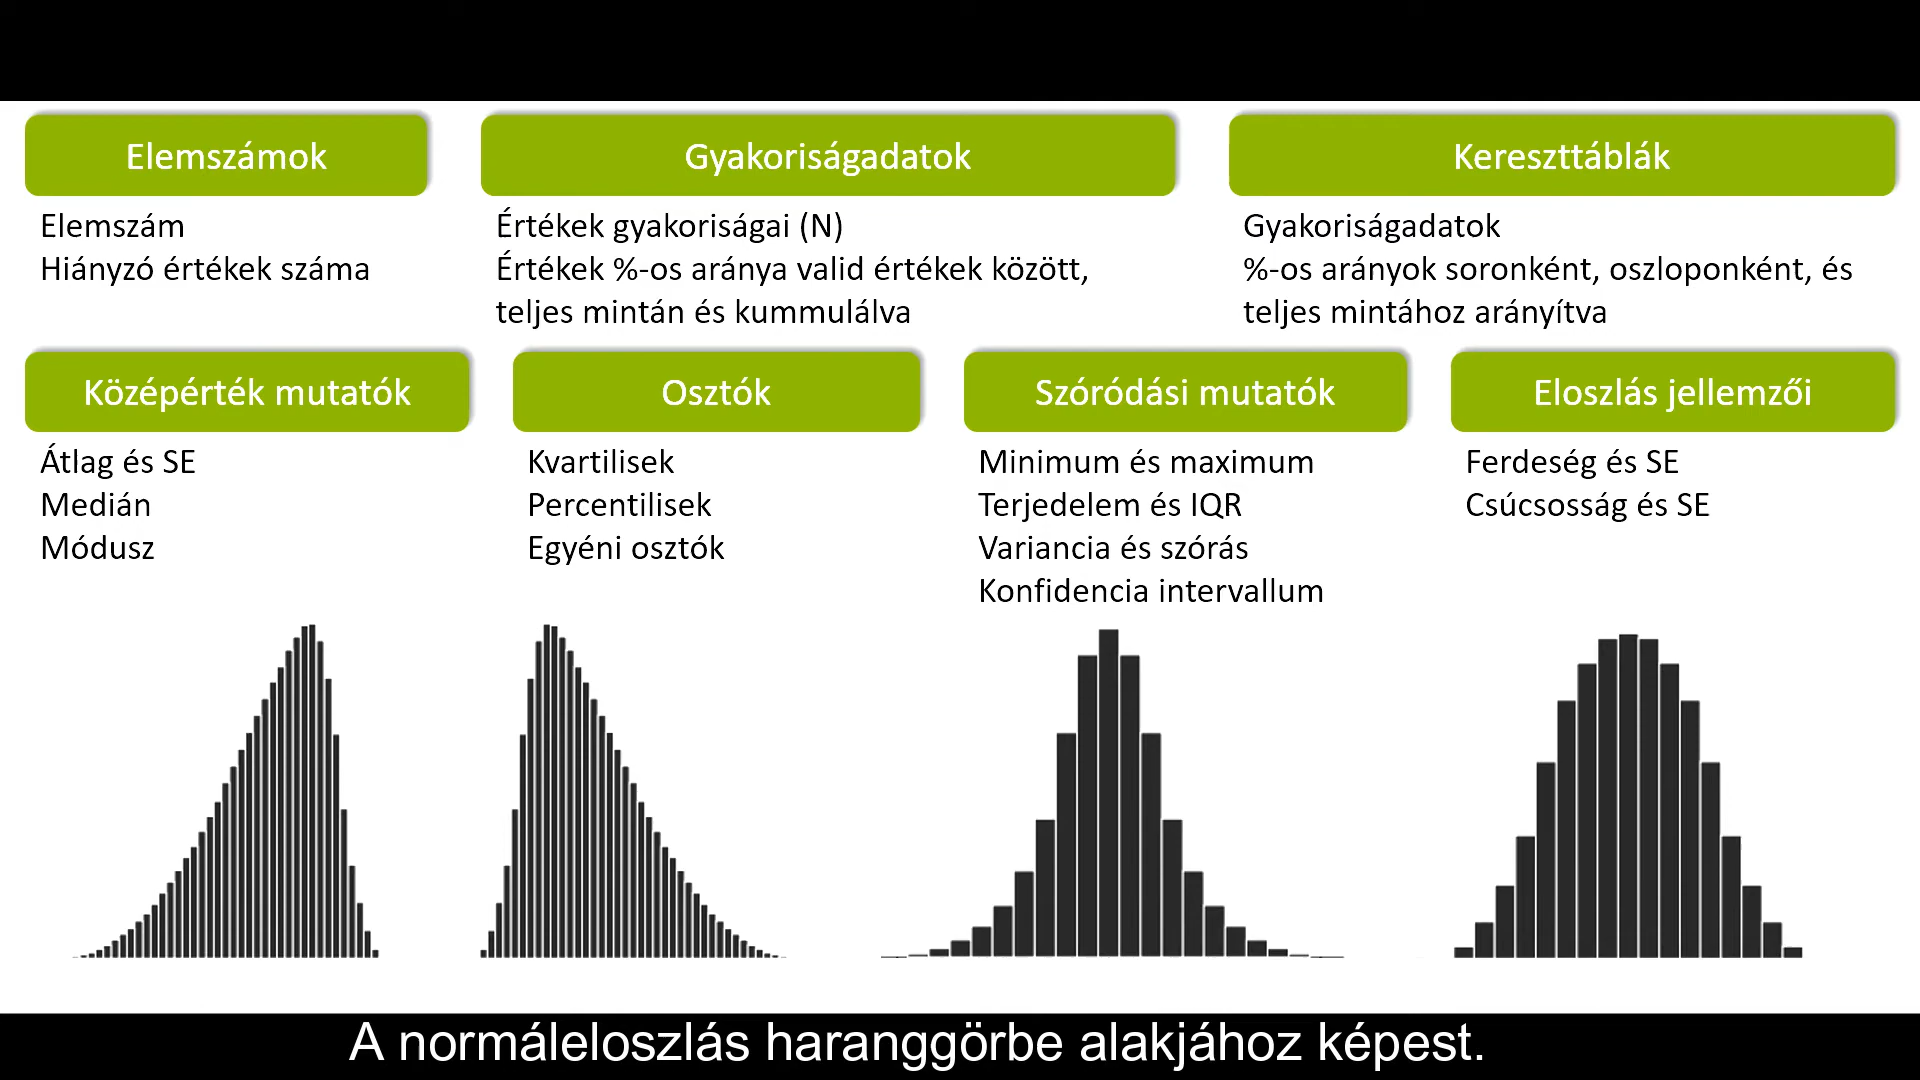 Elemszámok
Elemszám
Hiányzó értékek száma
Gyakoriságadatok
Értékek gyakoriságai (N)
Értékek %-os aránya valid értékek között,
teljes mintán és kummulálva
Kereszttáblák
Gyakoriságadatok
%-os arányok soronként, oszloponként, és
teljes mintához arányítva
Középérték mutatók
Átlag és SE
Medián
Módusz
Osztók
Kvartilisek
Percentilisek
Egyéni osztók
Szóródási mutatók
Minimum és maximum
Terjedelem és IQR
Variancia és szórás
Konfidencia intervallum
Eloszlás jellemzői
Ferdeség és SE
Csúcsosság és SE
A normáleloszlás haranggörbe alakjához képest.